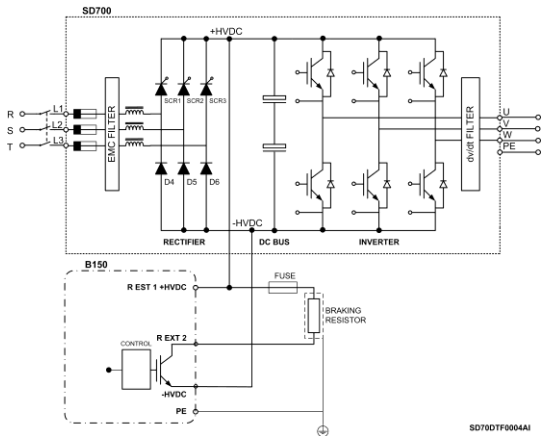 SD700
+HVDC
SCR1 SCR2 SCR3
R L1
S L2
T L3
EMC FILTER
dv/dt FILTER
U
V
W
PE
D4 D5 D6
-HVDC
RECTIFIER DC BUS INVERTER
B150
R EST 1 +HVDC
FUSE
BRAKING
RESISTOR
R EXT 2
CONTROL
-HVDC
PE
SD70DTF0004AI